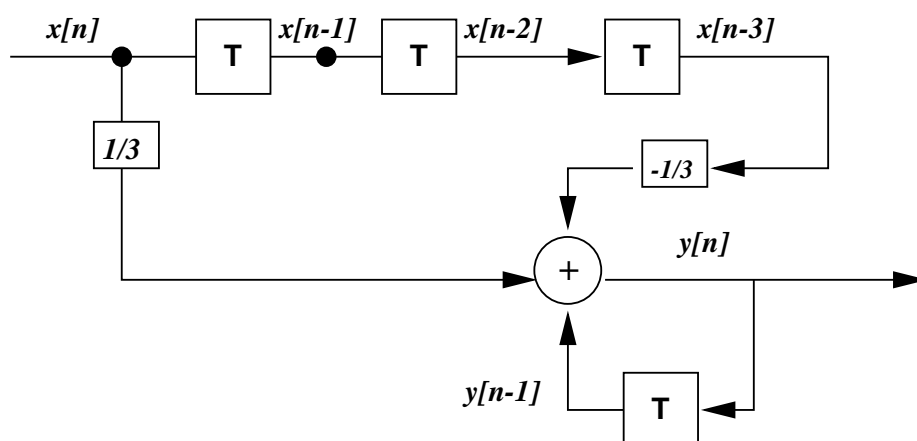 x[n] x[n-1] x[n-2] x[n-3]
T T T
1/3 -1/3
y[n]
+
y[n-1]
T